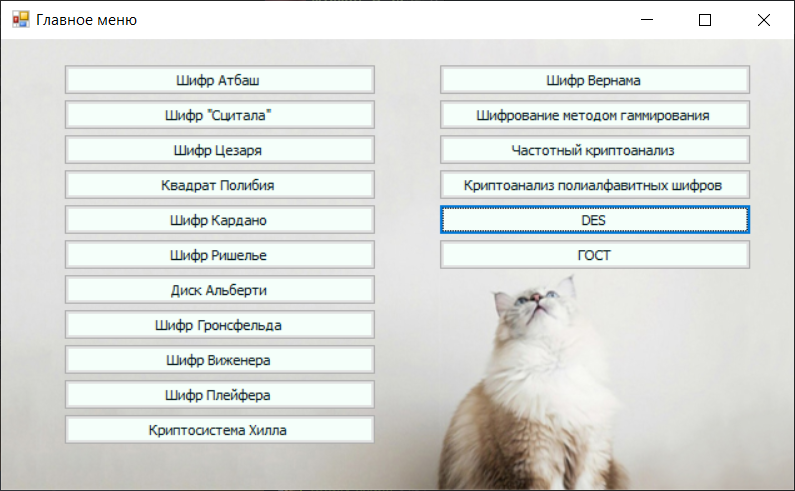 Главное меню
Шифр Атбаш
Шифр "Сцитала"
Шифр Цезаря
Квадрат Полибия
Шифр Кардано
Шифр Ришелье
Диск Альберти
Шифр Гронсфельда
Шифр Виженера
Шифр Плейфера
Криптосистема Хилла
Шифр Вернама
Шифрование методом гаммирования
Частотный криптоанализ
Криптоанализ полиалфавитных шифров
DES
ГОСТ